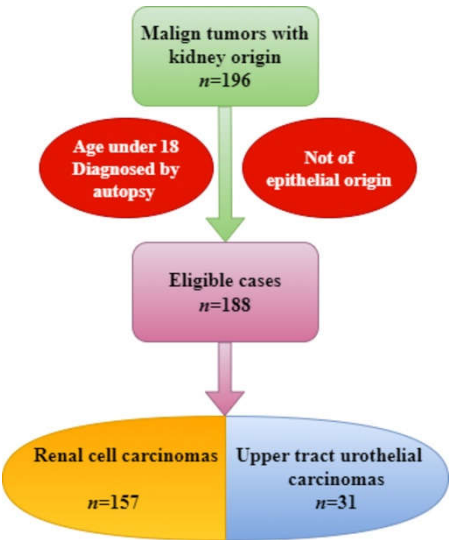 Malign tumors with
kidney origin
n=196
Age under 18
Diagnosed by
autopsy
Not of
epithelial origin
Eligible cases
n=188
Renal cell carcinomas
n=157
Upper tract urothelial
carcinomas
n=31